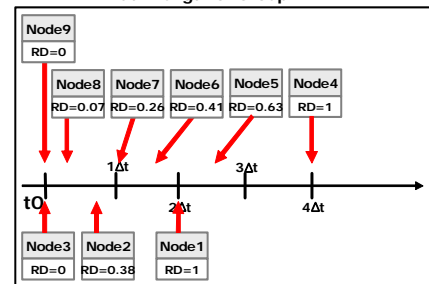 Node9
RD=0
Node8
RD=0.07
Node7
RD=0.26
Node6
RD=0.41
Node5
RD=0.63
Node4
RD=1
1Δt
3Δt
t0
2Δt
4Δt
Node3
RD=0
Node2
RD=0.38
Node1
RD=1